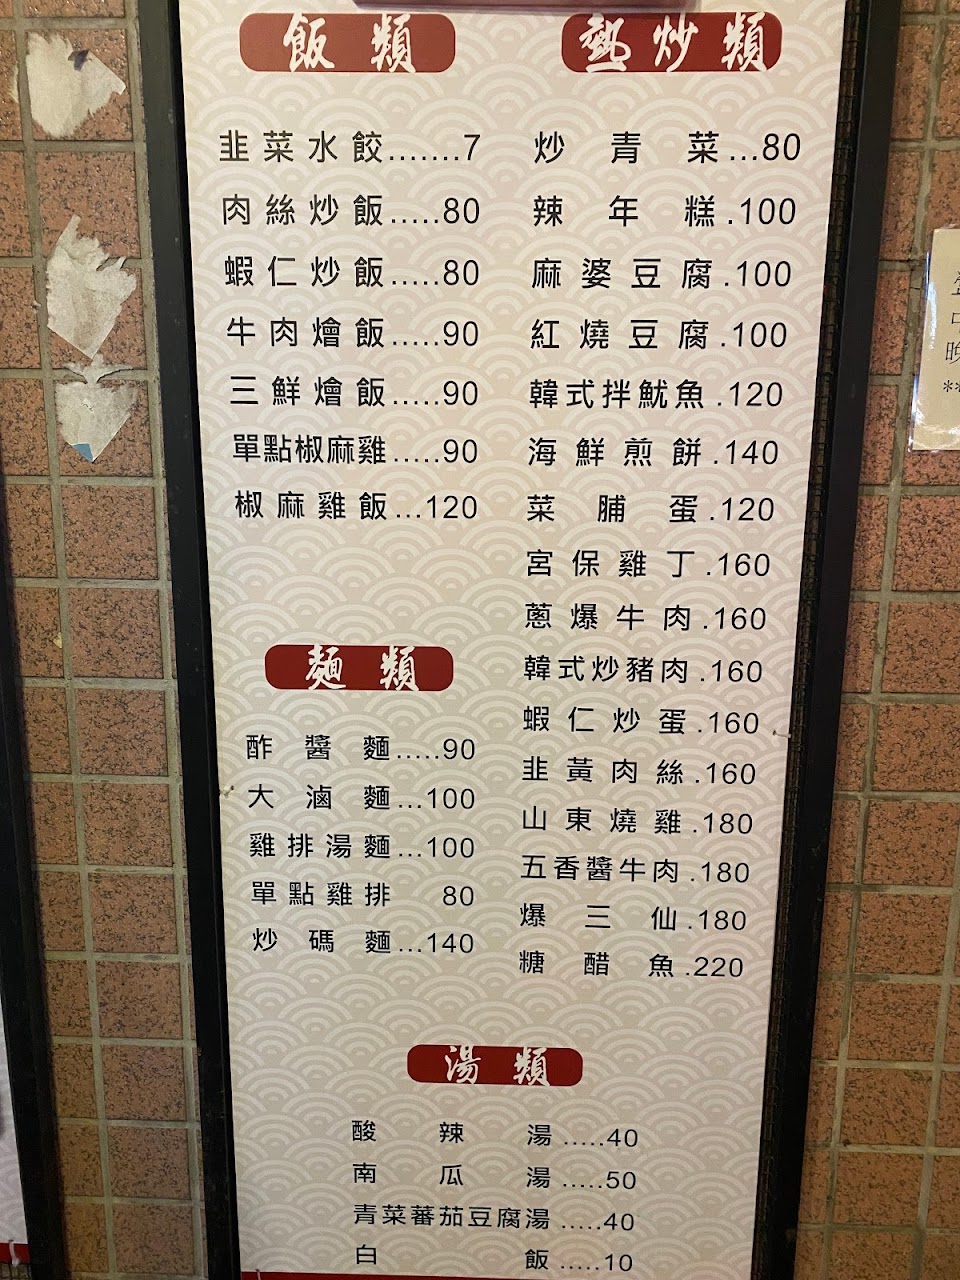 飯類
韭菜水餃.......7
肉絲炒飯.....80
蝦仁炒飯.....80
牛肉燴飯.....90
三鮮燴飯.....90
單點椒麻雞.....90
椒麻雞飯...120
麵類
酢醬麵.....90
大滷麵...100
雞排湯麵...100
單點雞排 80
炒碼麵...140
熱炒類
炒青菜...80
辣年糕.100
麻婆豆腐.100
紅燒豆腐.100
韓式拌魷魚.120
海鮮煎餅.140
菜脯蛋.120
宮保雞丁.160
蔥爆牛肉.160
韓式炒豬肉.160
蝦仁炒蛋.160
韭黃肉絲.160
山東燒雞.180
五香醬牛肉.180
爆三仙.180
糖醋魚.220
湯類
酸辣湯.....40
南瓜湯.....50
青菜蕃茄豆腐湯.....40
白飯.....10